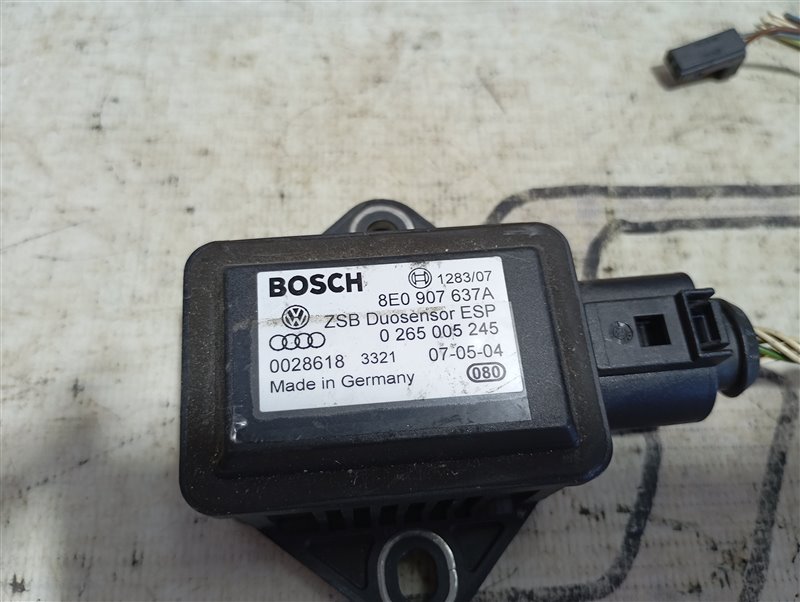 BOSCH 1283/07
8E0 907 637A
ZSB Duosensor ESP
0 265 005 245
0028618 3321 07-05-04
Made in Germany 080